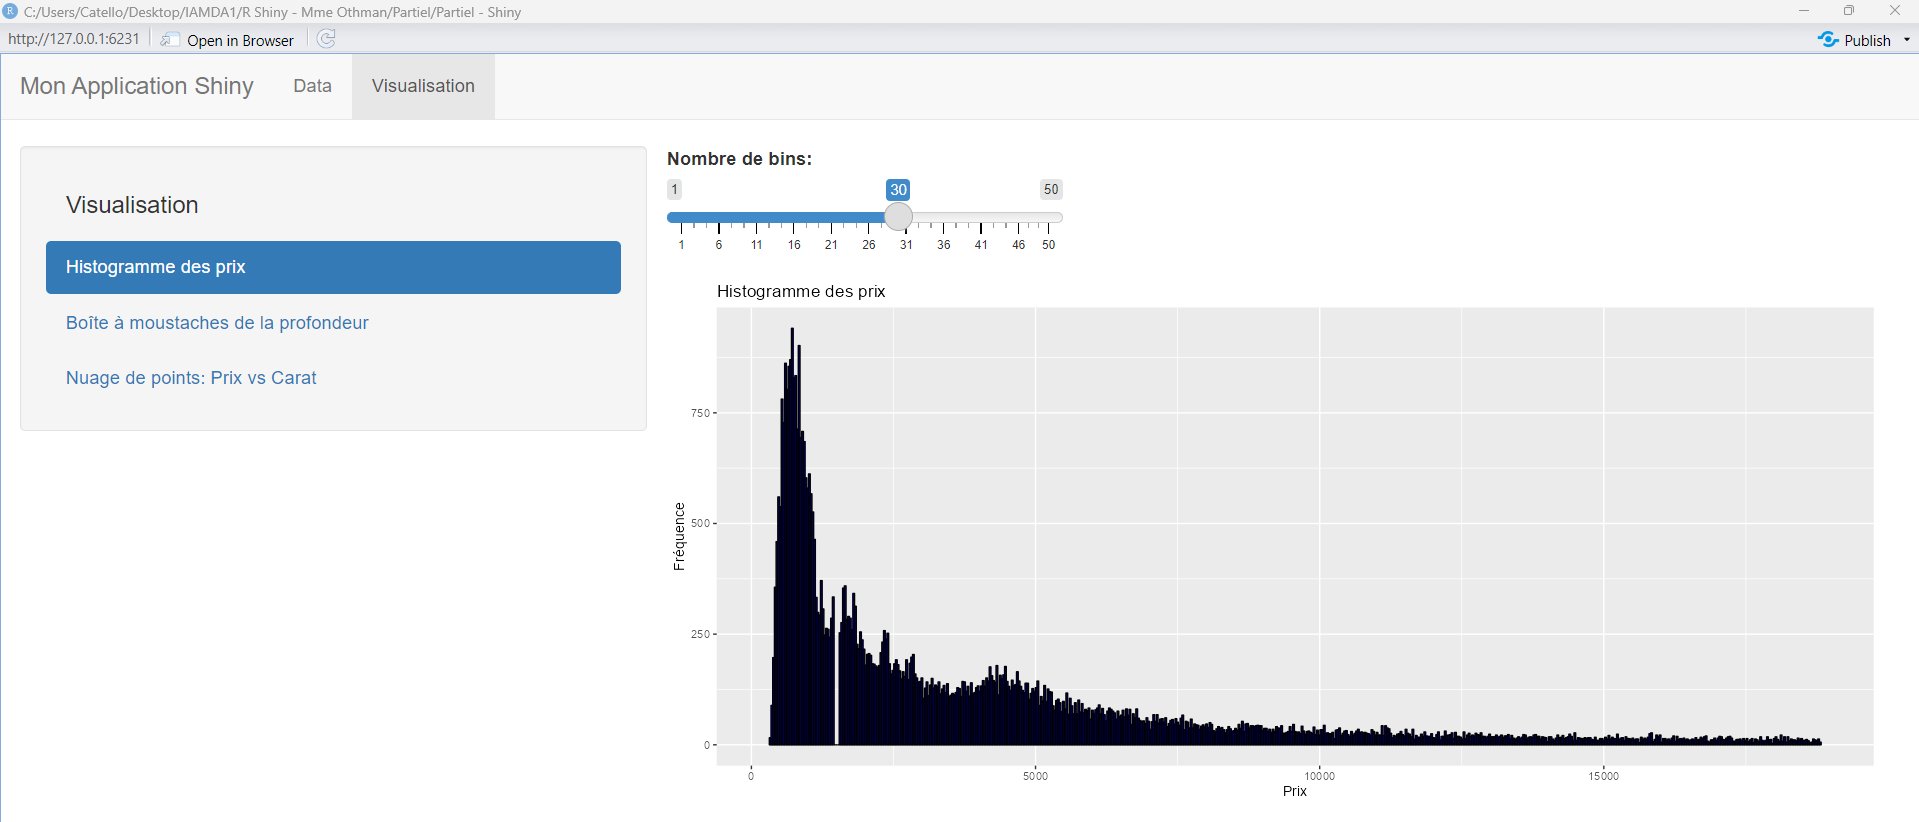 C:/Users/Catello/Desktop/IAMDA1/R Shiny - Mme Othman/Partiel/Partiel - Shiny
http://127.0.0.1:6231 Open in Browser Publish
Mon Application Shiny Data Visualisation
Visualisation
Histogramme des prix
Boîte à moustaches de la profondeur
Nuage de points: Prix vs Carat
Nombre de bins:
1 30 50
1 6 11 16 21 26 31 36 41 46 50
Histogramme des prix
750
500
250
0
Fréquence
0 5000 10000 15000
Prix